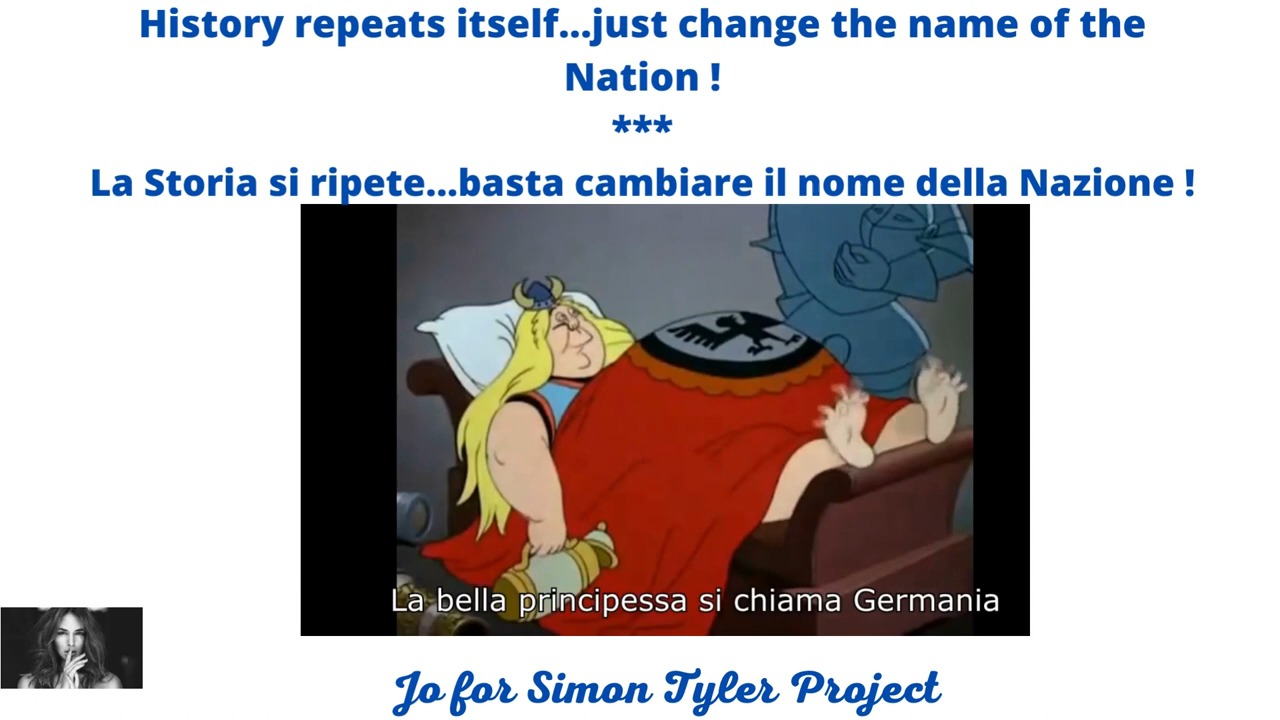 History repeats itself...just change the name of the
Nation !
***
La Storia si ripete...basta cambiare il nome della Nazione !
La bella principessa si chiama Germania
Jo for Simon Tyler Project